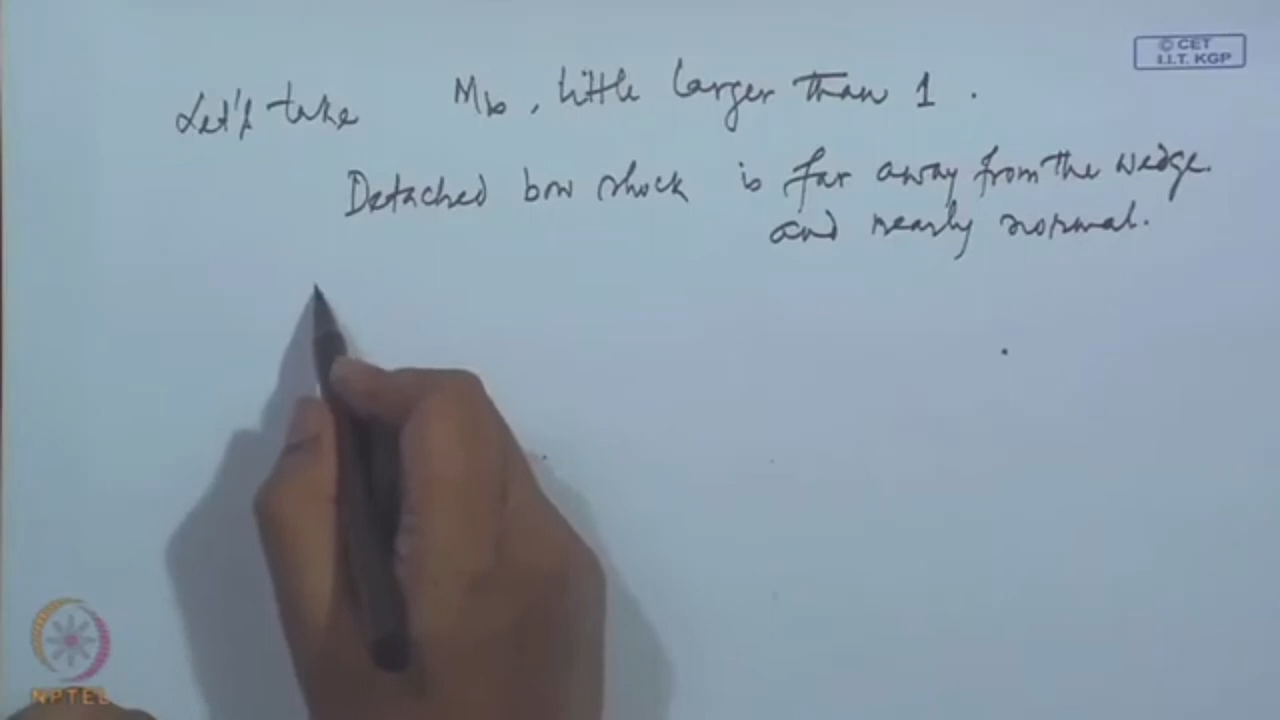 © CET
I.I.T. KGP
Let's take M∞, little larger than 1.
Detached bow shock is far away from the wedge
and nearly normal.
NPTEL